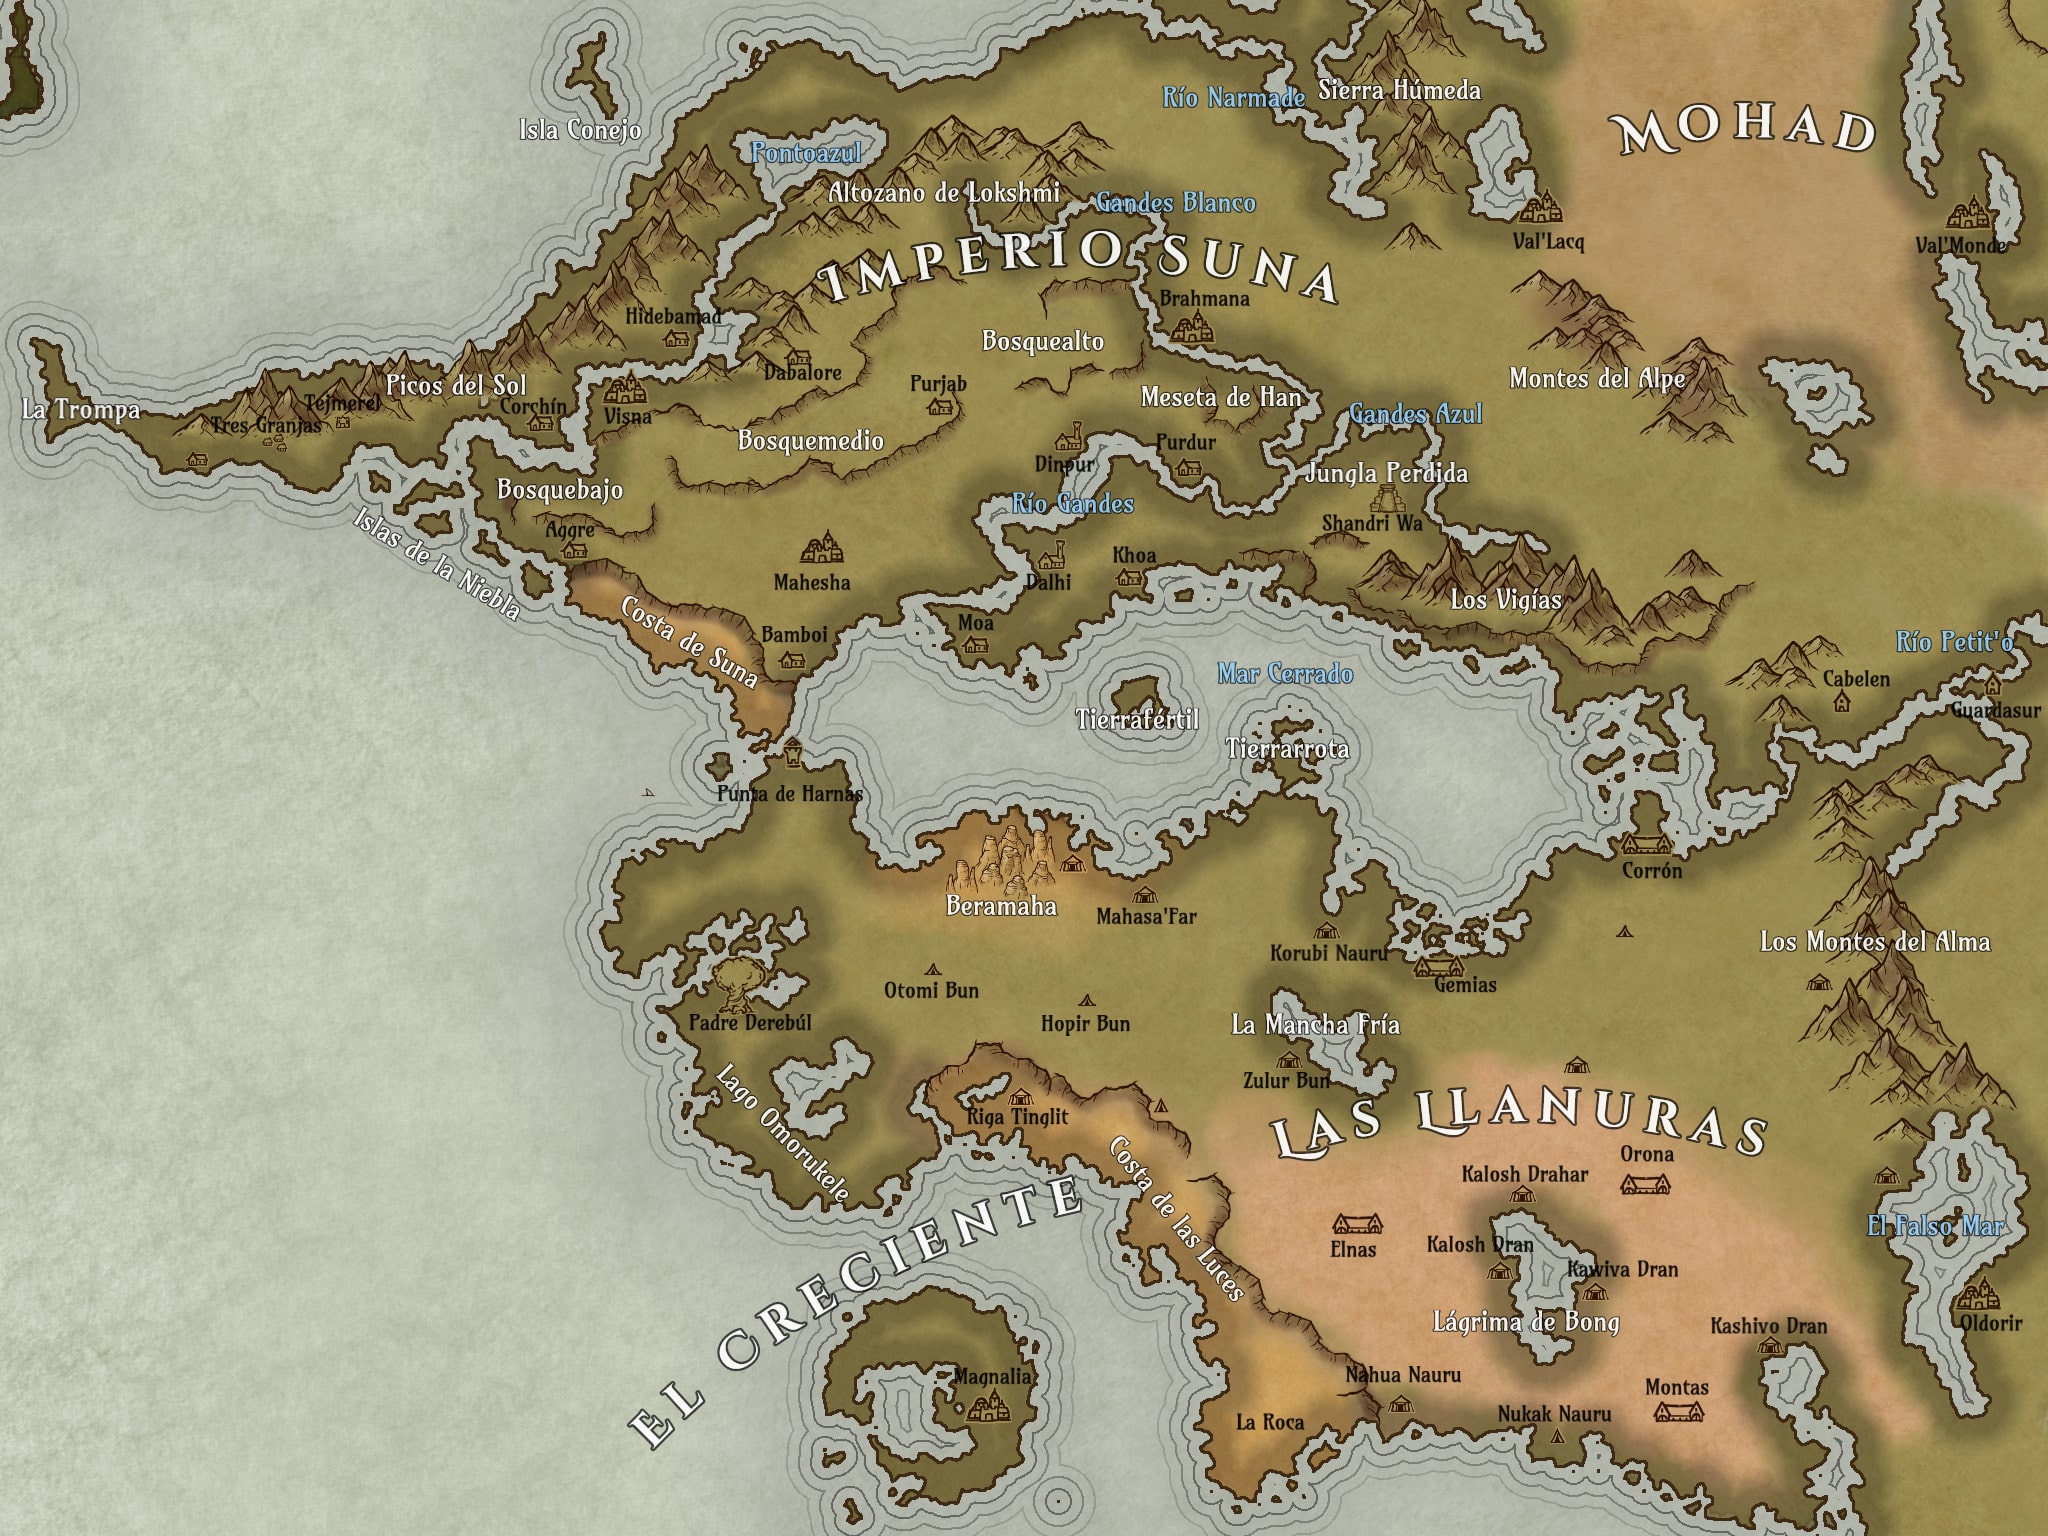 Río Narmade
Sierra Húmeda
Isla Conejo
MOHAD
Pontoazul
Altozano de Lokshmi
Gandes Blanco
IMPERIO SUNA
Val'Lacq
Val'Monde
Brahmana
Hidebamad
Bosquealto
Dabalore
Montes del Alpe
Picos del Sol
Purjab
Meseta de Han
La Trompa
Tejmerel
Corchín
Visna
Gandes Azul
Tres Granjas
Bosquemedio
Purdur
Dinpur
Jungla Perdida
Bosquebajo
Río Gandes
Shandri Wa
Aggre
Islas de la Niebla
Khoa
Mahesha
Dalhi
Los Vigías
Costa de Suna
Moa
Bamboi
Río Petit'o
Mar Cerrado
Cabelen
Guardasur
Tierrafértil
Tierrarrota
Punta de Harnas
Corrón
Beramaha
Mahasa'Far
Los Montes del Alma
Korubi Nauru
Gemias
Otomi Bun
Padre Derebúl
Hopir Bun
La Mancha Fría
Zulur Bun
Lago Omorukele
Riga Tinglit
LAS LLANURAS
Orona
Kalosh Drahar
Costa de las Luces
EL CRECIENTE
El Falso Mar
Elnas
Kalosh Dran
Kawiva Dran
Lágrima de Bong
Kashivo Dran
Oldorir
Magnalia
Nahua Nauru
Montas
La Roca
Nukak Nauru